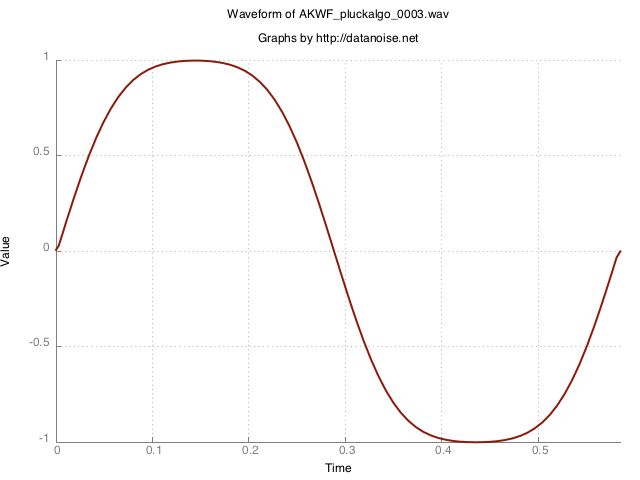 Waveform of AKWF_pluckalgo_0003.wav
Graphs by http://datanoise.net
1
0.5
0
-0.5
-1
Value
0 0.1 0.2 0.3 0.4 0.5
Time